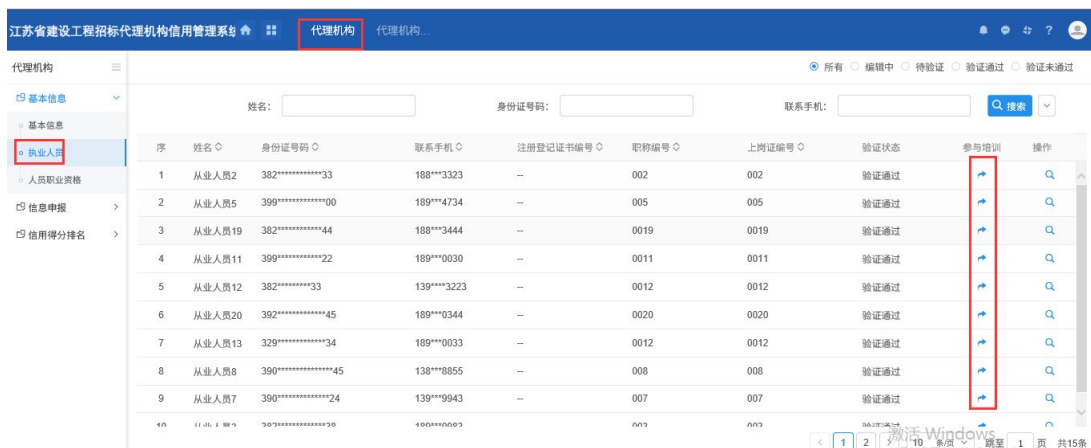 江苏省建设工程招标代理机构信用管理系统 代理机构 代理机构... ?
代理机构 所有 编辑中 待验证 验证通过 验证未通过
基本信息
姓名: 身份证号码: 联系手机: 搜索
基本信息
执业人员
序 姓名 身份证号码 联系手机 注册登记证书编号 职称编号 上岗证编号 验证状态 参与培训 操作
人员职业资格
1 从业人员2 382*************33 188***3323 -- 002 002 验证通过
信息申报
2 从业人员5 399*************00 189***4734 -- 005 005 验证通过
信用得分排名
3 从业人员19 382************44 188***3444 -- 0019 0019 验证通过
4 从业人员11 399************22 189***0030 -- 0011 0011 验证通过
5 从业人员12 382*********33 139****3223 -- 0012 0012 验证通过
6 从业人员20 392*************45 189***0344 -- 0020 0020 验证通过
7 从业人员13 329*************34 189***0033 -- 0012 0012 验证通过
8 从业人员8 390***************45 138***8855 -- 008 008 验证通过
9 从业人员7 390**************24 139***9943 -- 007 007 验证通过
激活 Windows
1 2 10 条/页 跳至 1 页 共15条